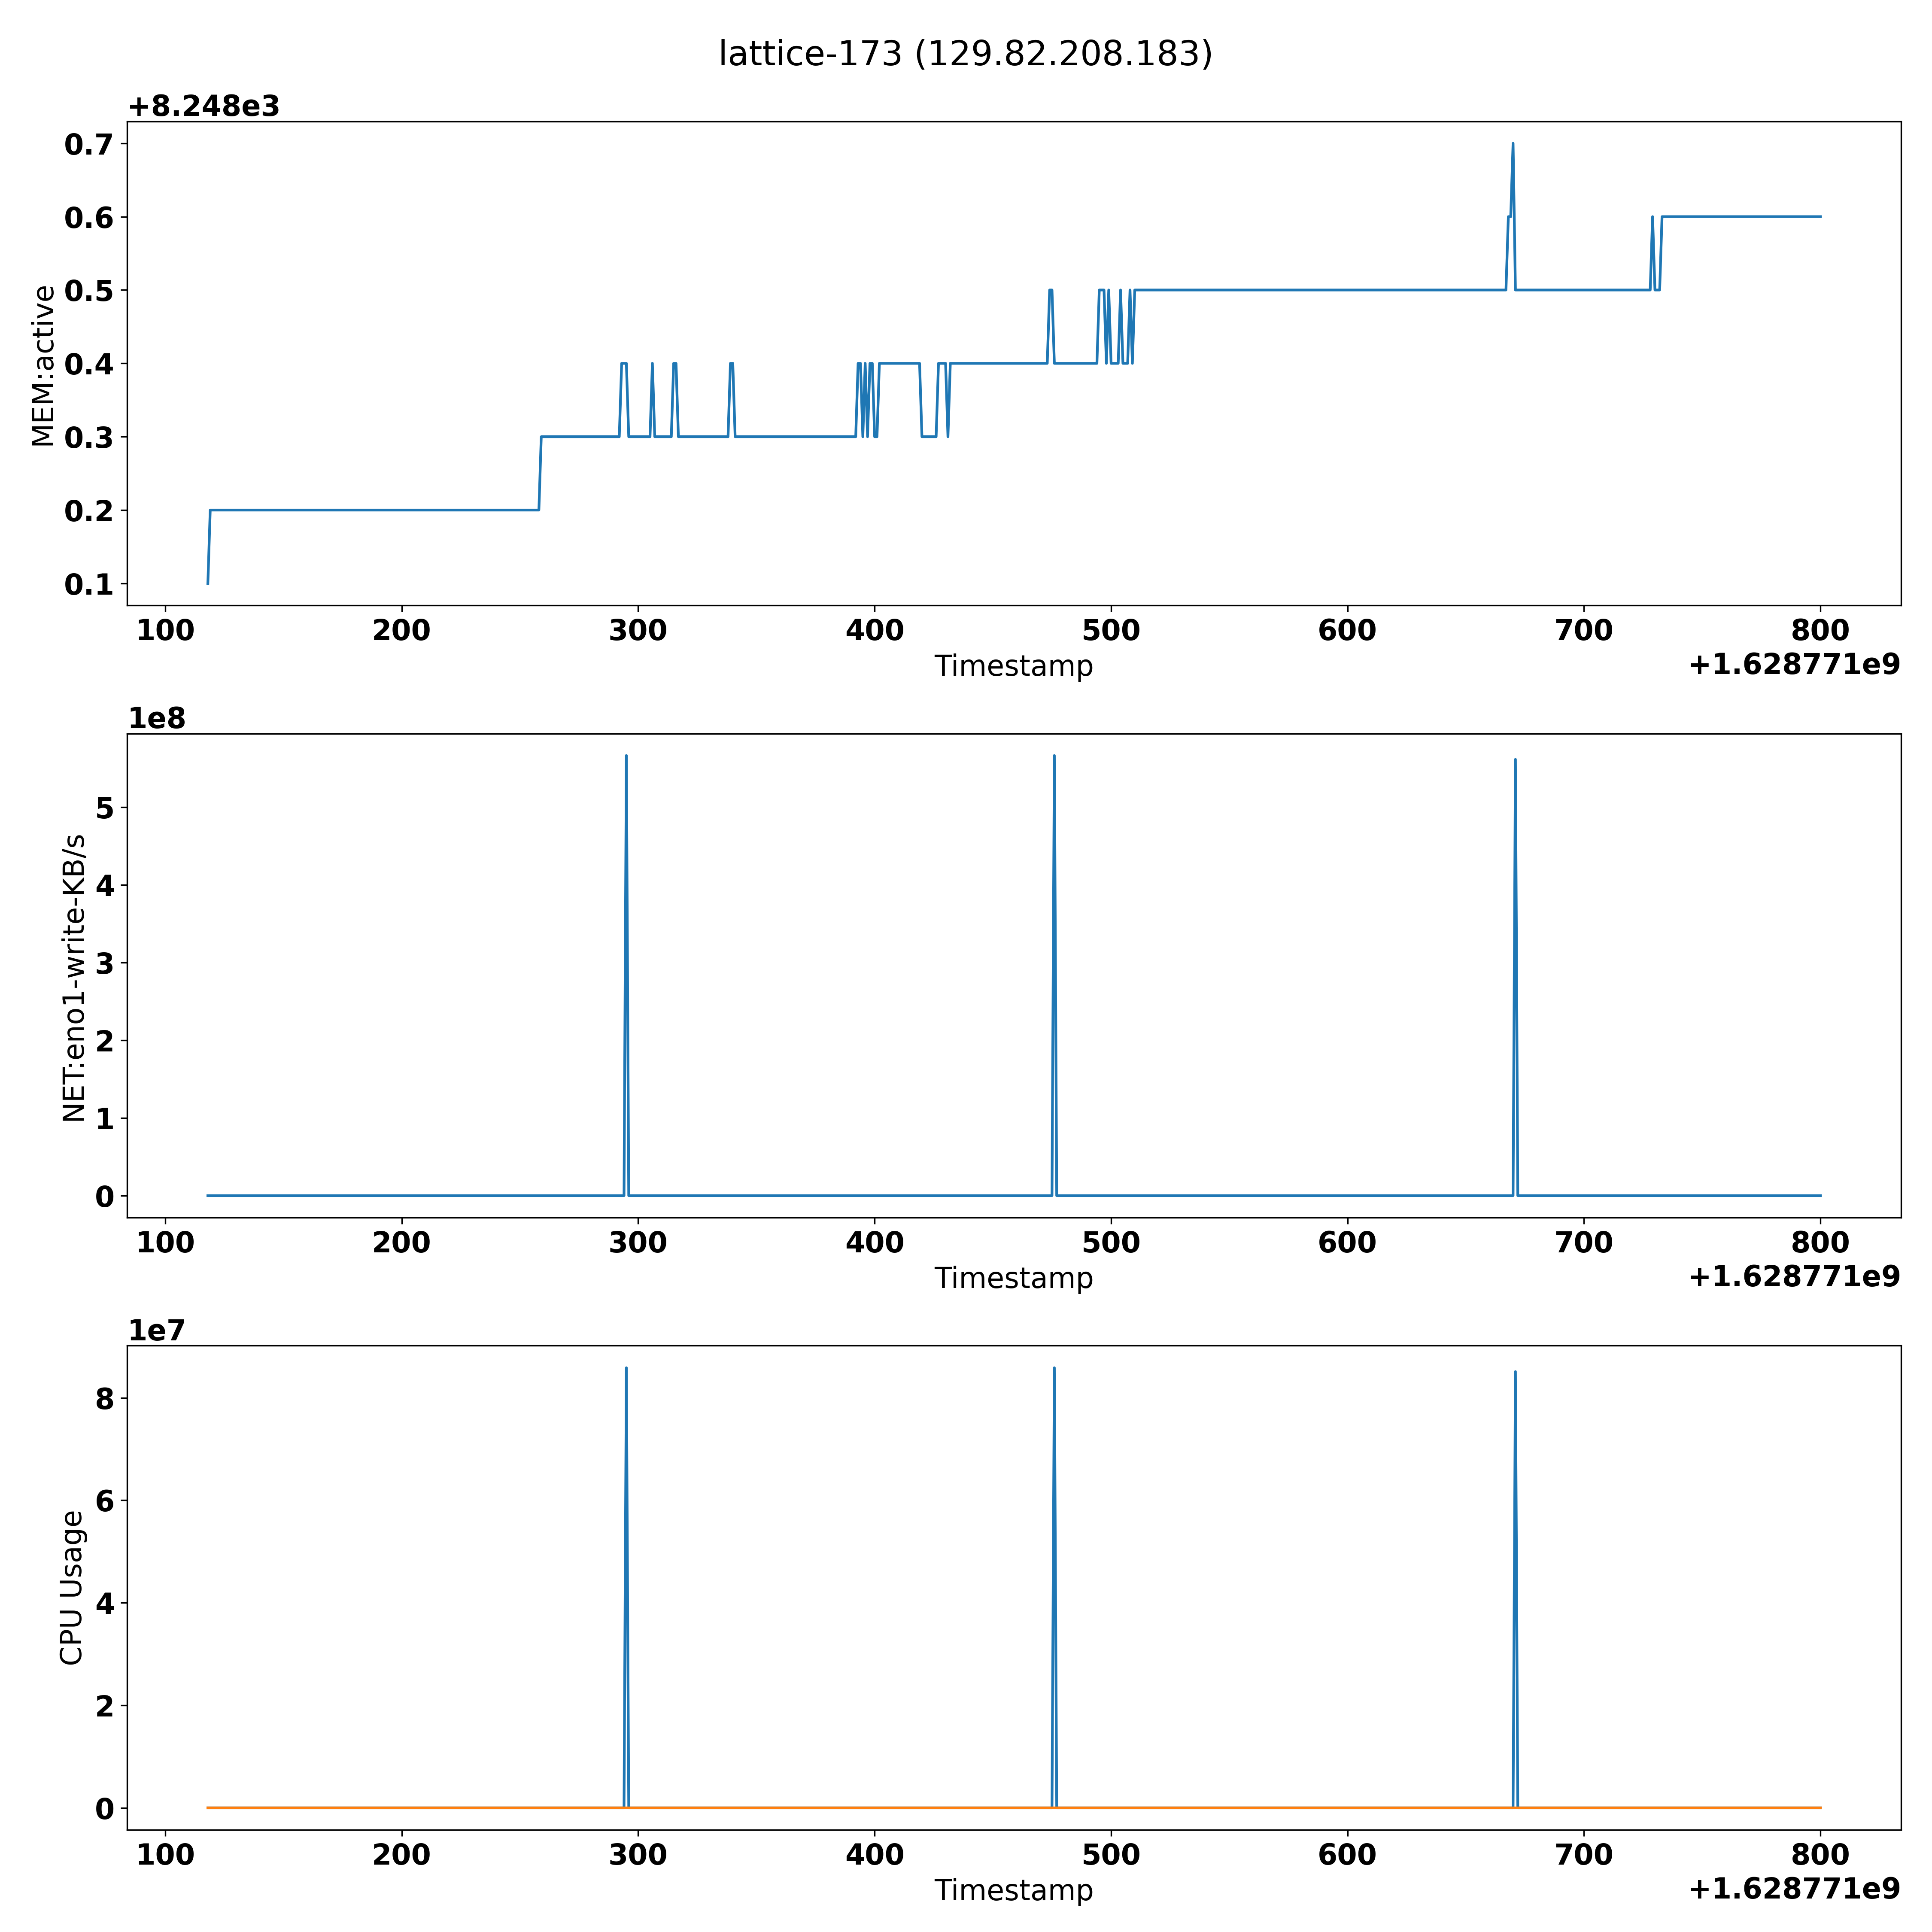 lattice-173 (129.82.208.183)
+8.248e3
0.7
0.6
0.5
0.4
0.3
0.2
0.1
MEM:active
100 200 300 400 500 600 700 800
Timestamp
+1.628771e9
1e8
5
4
3
2
1
0
NET:eno1-write-KB/s
100 200 300 400 500 600 700 800
Timestamp
+1.628771e9
1e7
8
6
4
2
0
CPU Usage
100 200 300 400 500 600 700 800
Timestamp
+1.628771e9